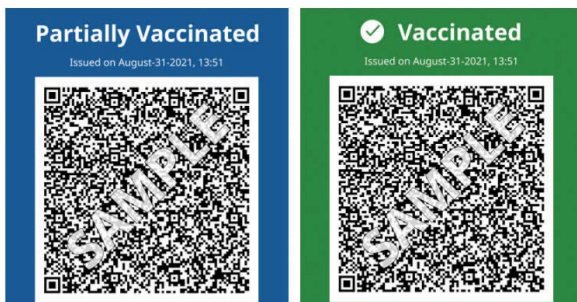 Partially Vaccinated
Issued on August-31-2021, 13:51
SAMPLE
Vaccinated
Issued on August-31-2021, 13:51
SAMPLE